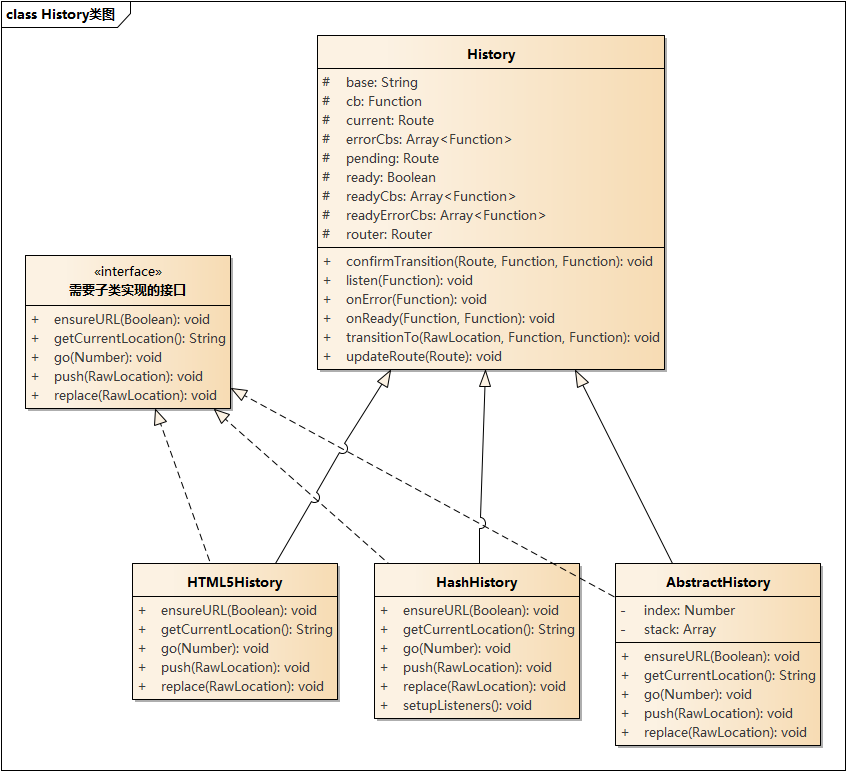 class History类图
History
# base: String
# cb: Function
# current: Route
# errorCbs: Array<Function>
# pending: Route
# ready: Boolean
# readyCbs: Array<Function>
# readyErrorCbs: Array<Function>
# router: Router
+ confirmTransition(Route, Function, Function): void
+ listen(Function): void
+ onError(Function): void
+ onReady(Function, Function): void
+ transitionTo(RawLocation, Function, Function): void
+ updateRoute(Route): void
«interface»
需要子类实现的接口
+ ensureURL(Boolean): void
+ getCurrentLocation(): String
+ go(Number): void
+ push(RawLocation): void
+ replace(RawLocation): void
HTML5History
+ ensureURL(Boolean): void
+ getCurrentLocation(): String
+ go(Number): void
+ push(RawLocation): void
+ replace(RawLocation): void
HashHistory
+ ensureURL(Boolean): void
+ getCurrentLocation(): String
+ go(Number): void
+ push(RawLocation): void
+ replace(RawLocation): void
+ setupListeners(): void
AbstractHistory
- index: Number
- stack: Array
+ ensureURL(Boolean): void
+ getCurrentLocation(): String
+ go(Number): void
+ push(RawLocation): void
+ replace(RawLocation): void